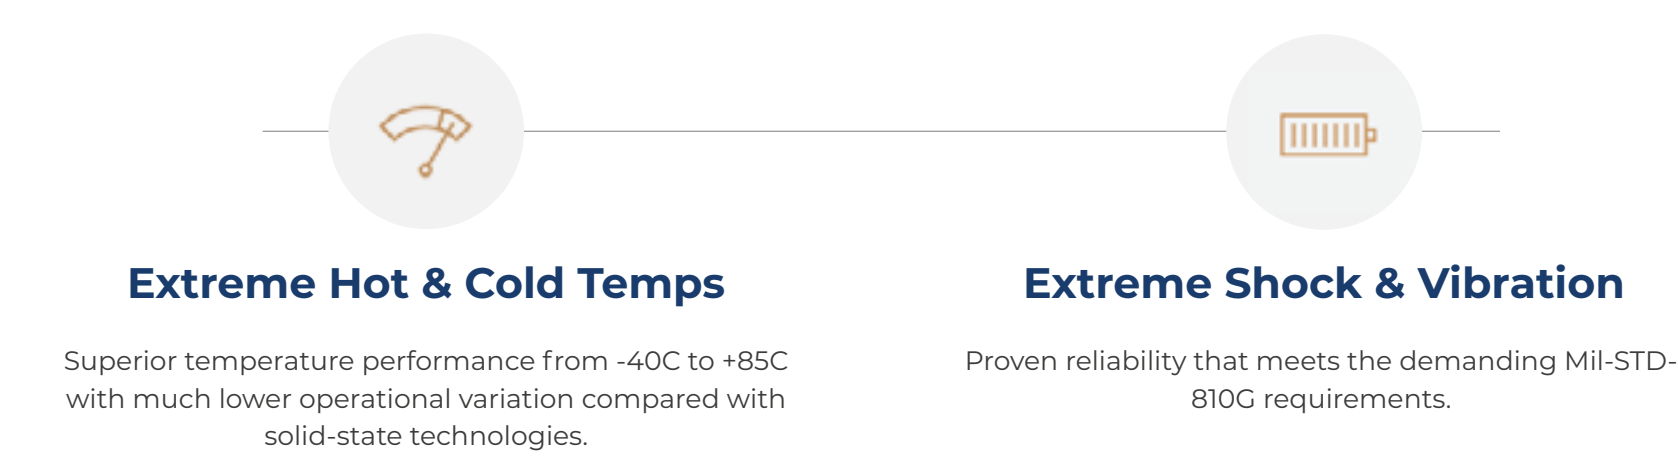 Extreme Hot & Cold Temps
Superior temperature performance from -40C to +85C
with much lower operational variation compared with
solid-state technologies.
Extreme Shock & Vibration
Proven reliability that meets the demanding Mil-STD-
810G requirements.